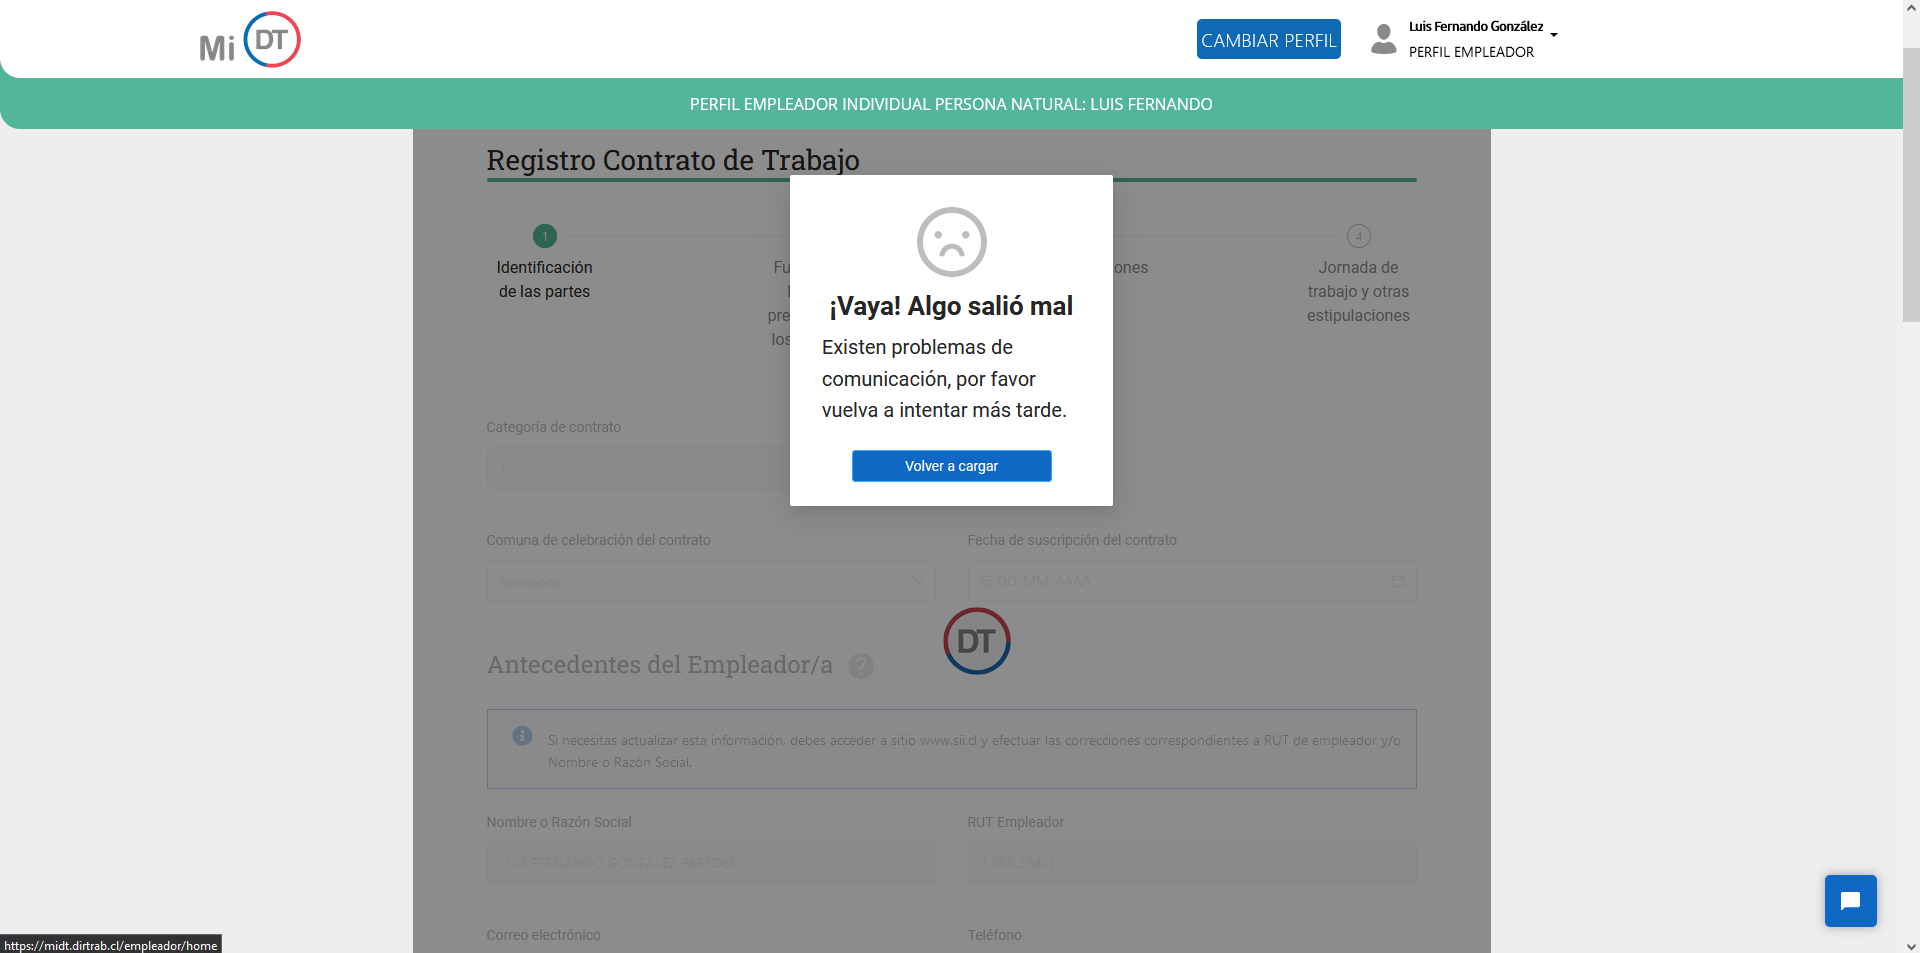 Mi DT
CAMBIAR PERFIL
Luis Fernando González
PERFIL EMPLEADOR
PERFIL EMPLEADOR INDIVIDUAL PERSONA NATURAL: LUIS FERNANDO
Registro Contrato de Trabajo
1
4
Identificación
de las partes
Fu
pre
los
ones
Jornada de
trabajo y otras
estipulaciones
¡Vaya! Algo salió mal
Existen problemas de
comunicación, por favor
vuelva a intentar más tarde.
Volver a cargar
Categoría de contrato
Comuna de celebración del contrato
Fecha de suscripción del contrato
Seleccione
Ej: DD-MM-AAAA
DT
Antecedentes del Empleador/a ?
Si necesitas actualizar esta información, debes acceder a sitio www.sii.cl y efectuar las correcciones correspondientes a RUT de empleador y/o
Nombre o Razón Social.
Nombre o Razón Social
RUT Empleador
LUIS FERNANDO GONZALEZ PAREDES
7.055.334-1
Correo electrónico
Teléfono
https://midt.dirtrab.cl/empleador/home